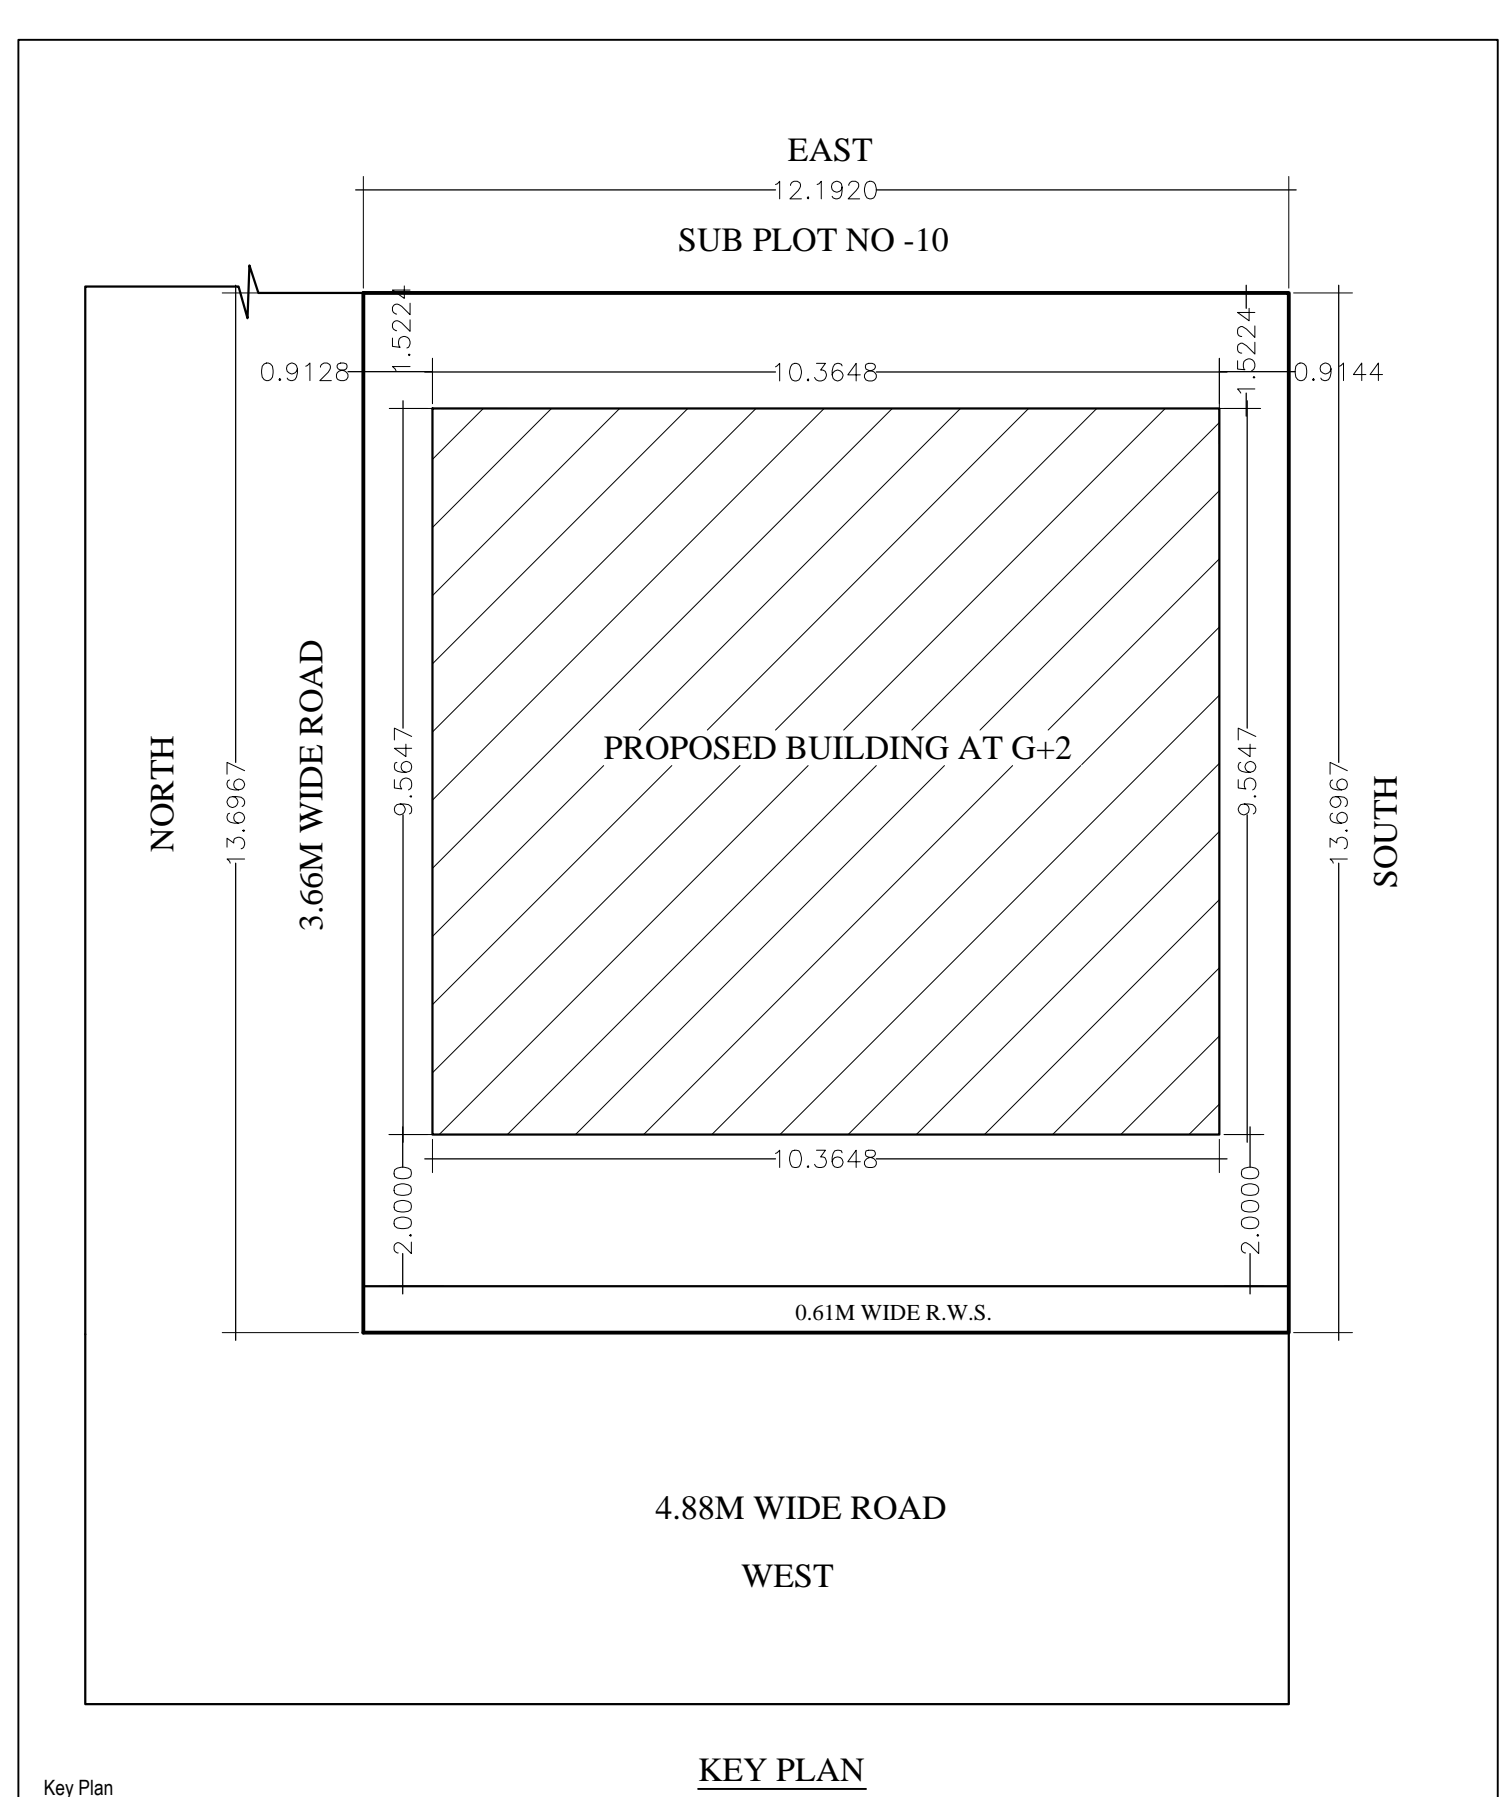 EAST
12.1920
SUB PLOT NO -10
1.5224
1.5224
0.9128
10.3648
0.9144
3.66M WIDE ROAD
NORTH
13.6967
9.5647
PROPOSED BUILDING AT G+2
9.5647
13.6967
SOUTH
10.3648
2.0000
2.0000
0.61M WIDE R.W.S.
4.88M WIDE ROAD
WEST
KEY PLAN
Key Plan